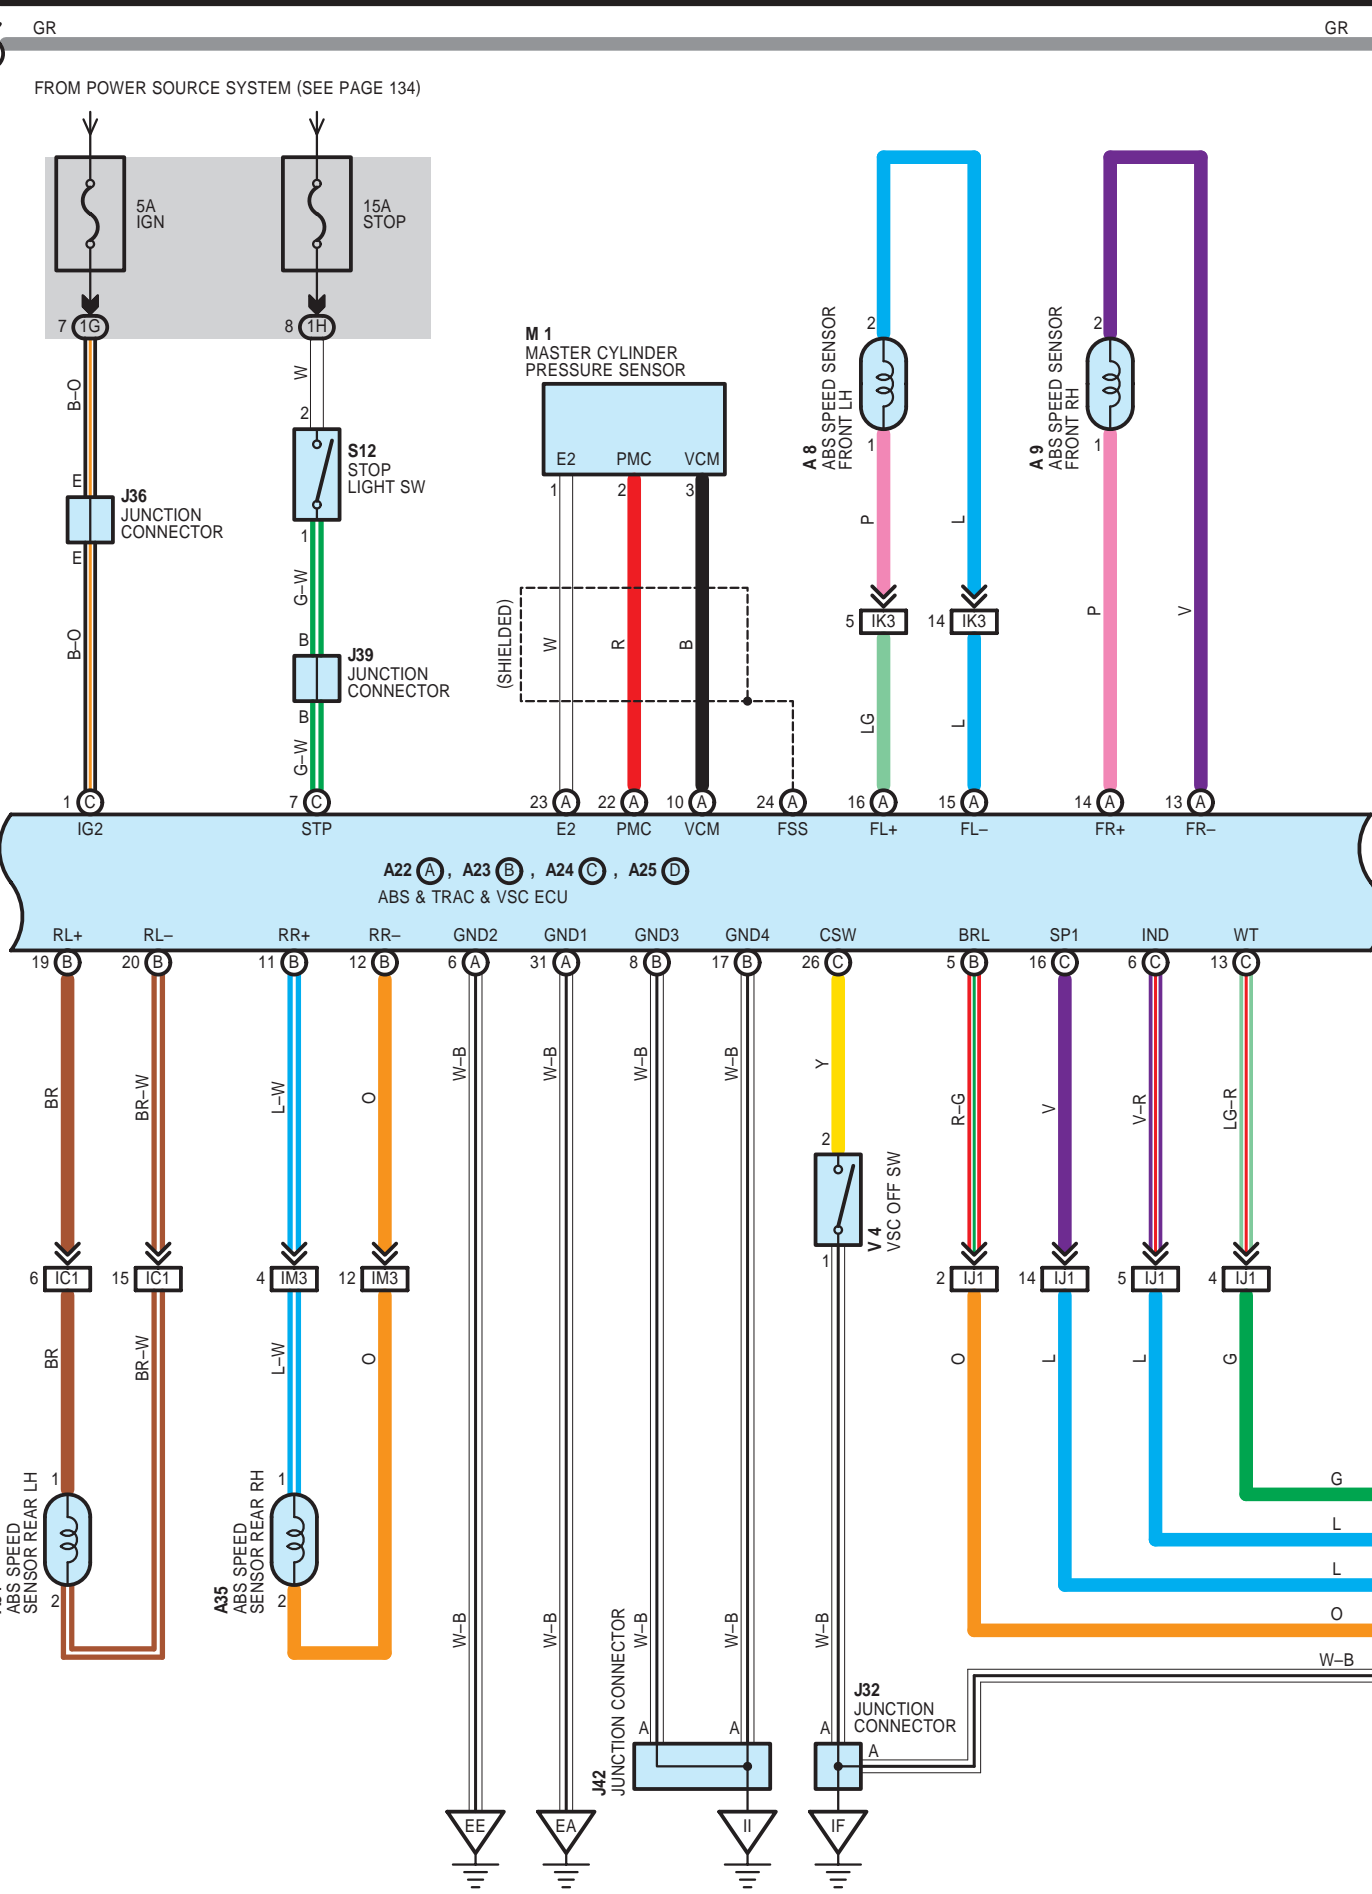 GR
GR
FROM POWER SOURCE SYSTEM (SEE PAGE 134)
5A
IGN
15A
STOP
7 1G
8 1H
B–O
W
2
S12
STOP
LIGHT SW
1
E
J36
JUNCTION
CONNECTOR
E
B–O
G–W
B
J39
JUNCTION
CONNECTOR
B
G–W
M 1
MASTER CYLINDER
PRESSURE SENSOR
E2 PMC VCM
1 2 3
(SHIELDED)
W R B
2
A 8
ABS SPEED SENSOR
FRONT LH
1
P L
5 IK3 14 IK3
LG L
2
A 9
ABS SPEED SENSOR
FRONT RH
1
P V
1 C 7 C 23 A 22 A 10 A 24 A 16 A 15 A 14 A 13 A
IG2 STP E2 PMC VCM FSS FL+ FL– FR+ FR–
A22 A , A23 B , A24 C , A25 D
ABS & TRAC & VSC ECU
RL+ RL– RR+ RR– GND2 GND1 GND3 GND4 CSW BRL SP1 IND WT
19 B 20 B 11 B 12 B 6 A 31 A 8 B 17 B 26 C 5 B 16 C 6 C 13 C
BR BR–W L–W O W–B W–B W–B W–B Y R–G V V–R LG–R
2
V 4
VSC OFF SW
1
6 IC1 15 IC1 4 IM3 12 IM3 2 IJ1 14 IJ1 5 IJ1 4 IJ1
BR BR–W L–W O O L L G
1
ABS SPEED
SENSOR REAR LH
2
1
A35
ABS SPEED
SENSOR REAR RH
2
G
L
L
O
W–B
W–B W–B W–B W–B W–B
J42
JUNCTION CONNECTOR
A A
J32
JUNCTION
CONNECTOR
A A
EE EA II IF